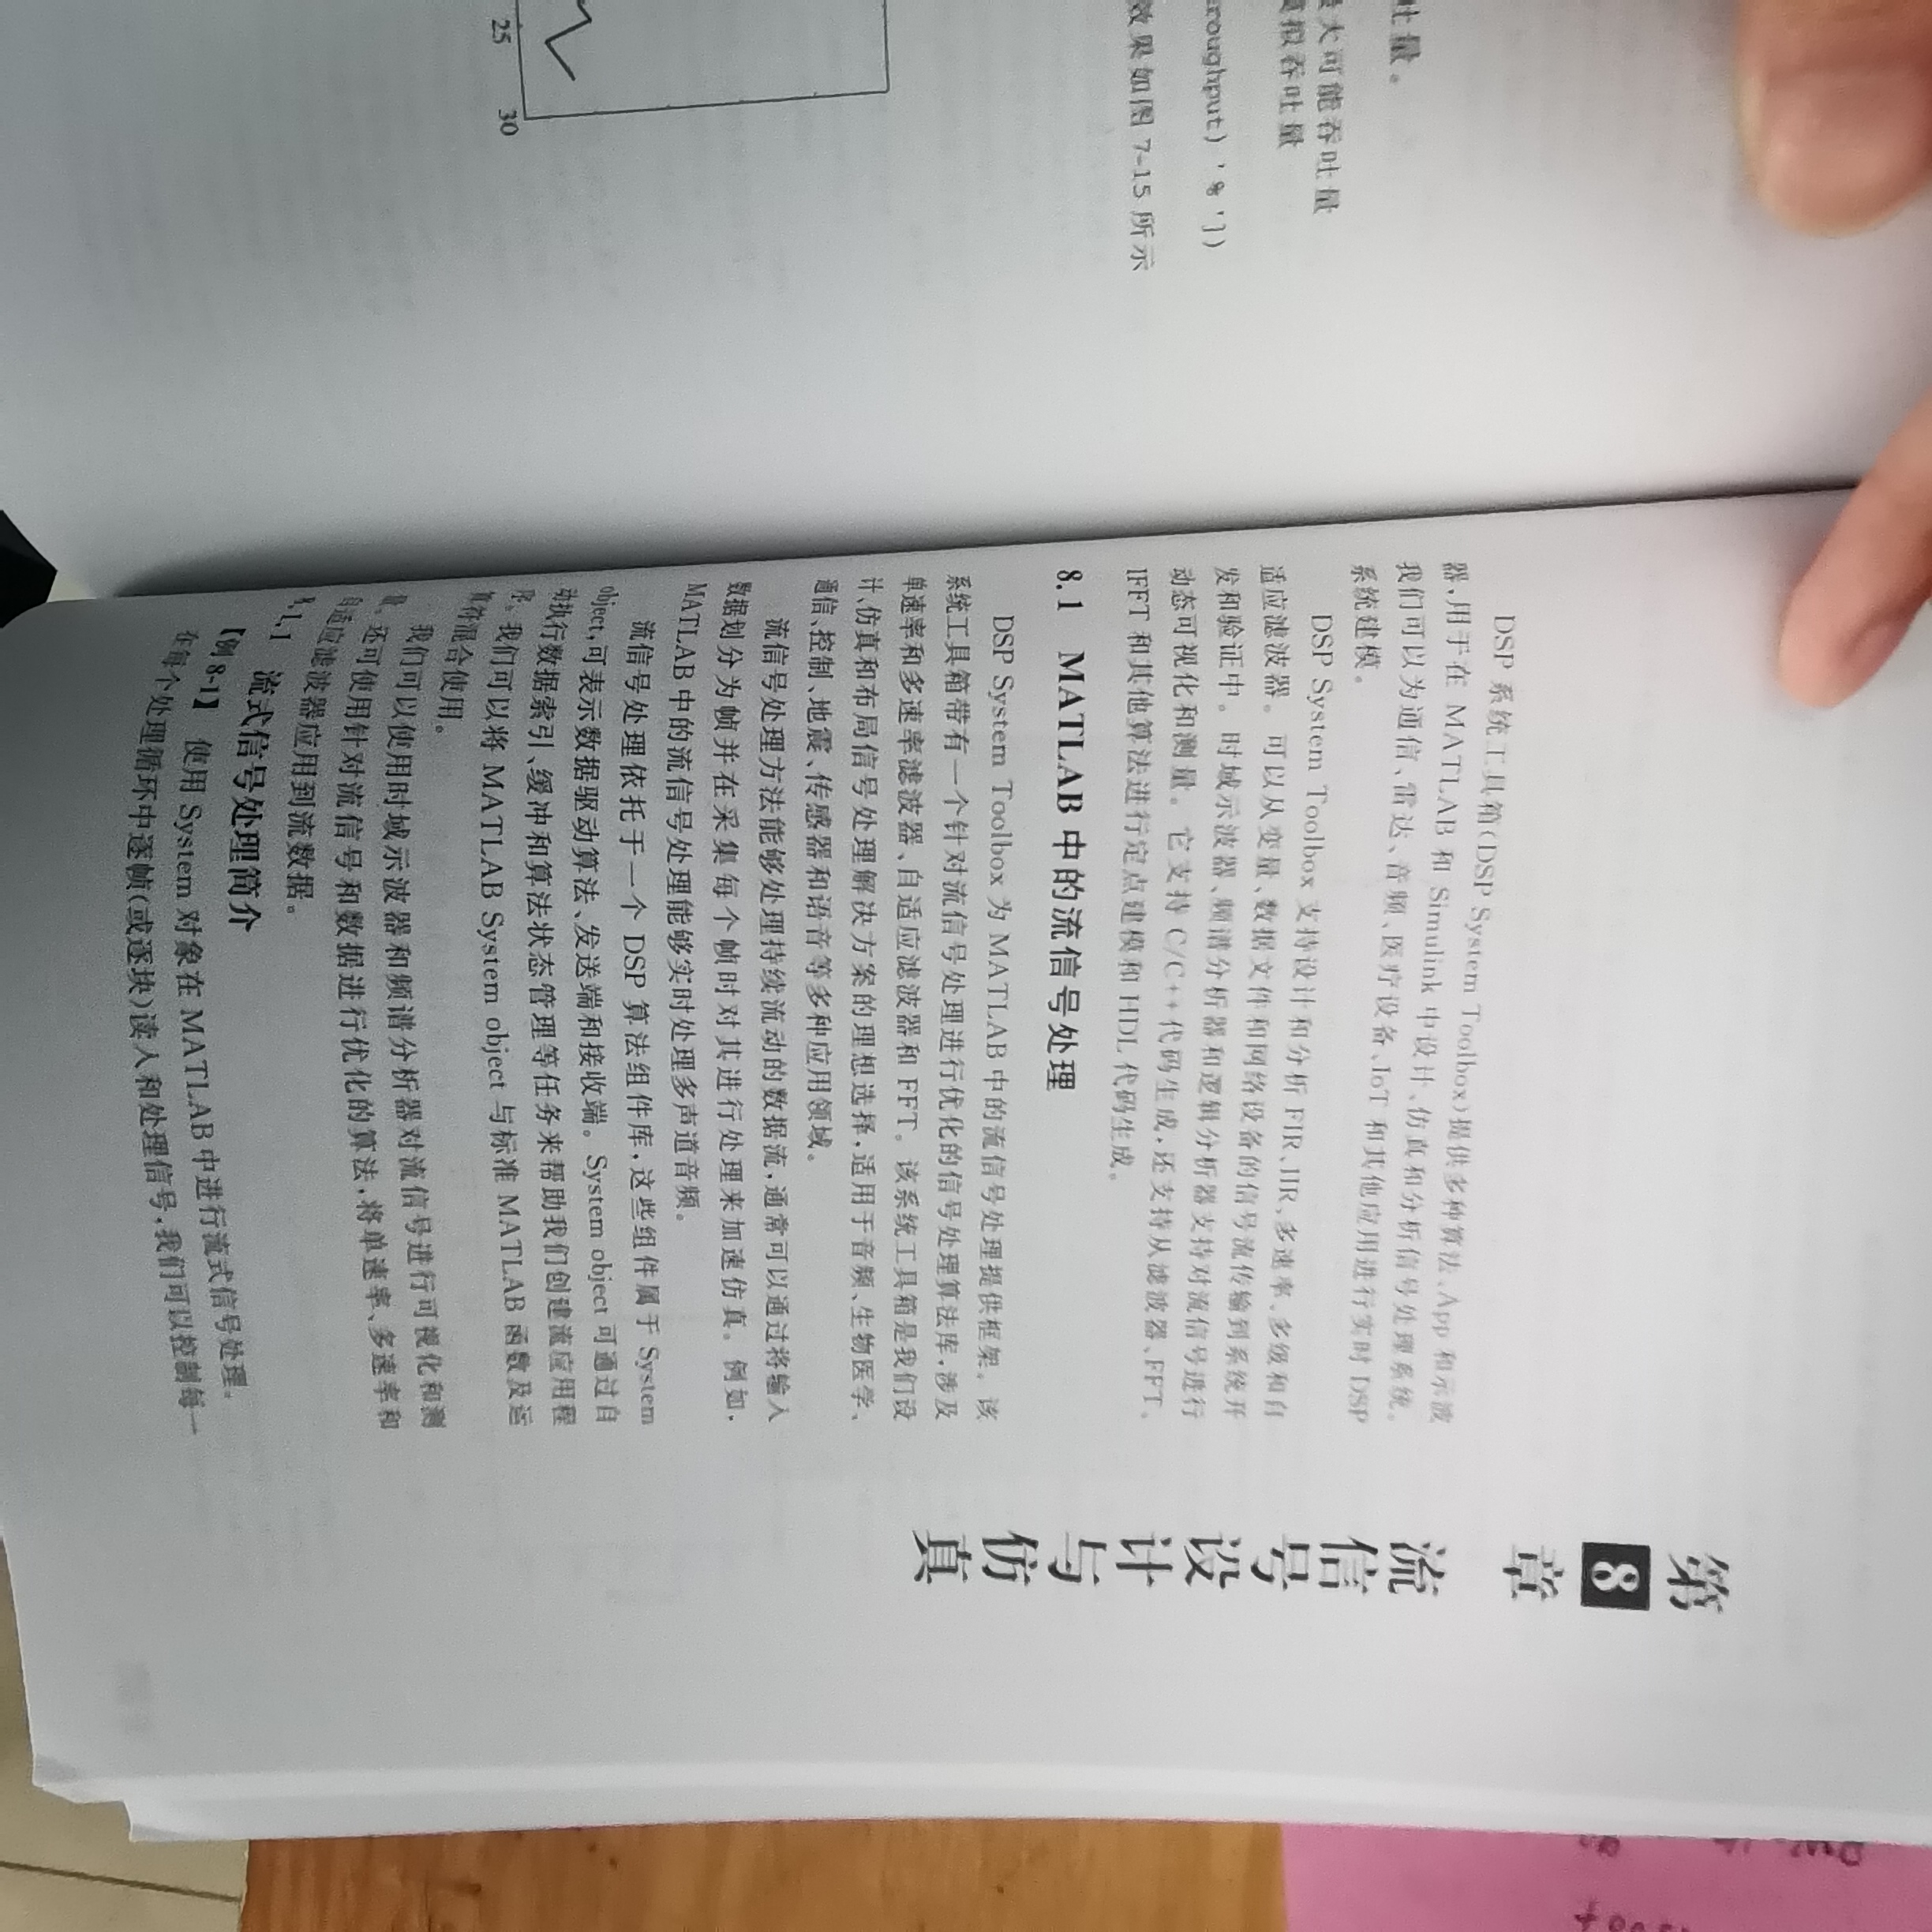 吐量。
大可能吞吐量
模拟吞吐量
roughput) '%'])
效果如图 7-15 所示
25
30
第
8
章
流信号设计与仿真
DSP 系统工具箱(DSP System Toolbox)提供多种算法、App 和示波
器,用于在 MATLAB 和 Simulink 中设计、仿真和分析信号处理系统。
我们可以为通信、雷达、音频、医疗设备、IoT 和其他应用进行实时 DSP
系统建模。
DSP System Toolbox 支持设计和分析 FIR、IIR、多速率、多级和自
适应滤波器。可以从变量、数据文件和网络设备的信号流传输到系统开
发和验证中。时域示波器、频谱分析器和逻辑分析器支持对流信号进行
动态可视化和测量。它支持 C/C++代码生成,还支持从滤波器、FFT、
IFFT 和其他算法进行定点建模和 HDL 代码生成。
8.1 MATLAB 中的流信号处理
DSP System Toolbox 为 MATLAB 中的流信号处理提供框架。该
系统工具箱带有一个针对流信号处理进行优化的信号处理算法库,涉及
单速率和多速率滤波器、自适应滤波器和 FFT。该系统工具箱是我们设
计、仿真和布局信号处理解决方案的理想选择,适用于音频、生物医学、
通信、控制、地震、传感器和语音等多种应用领域。
流信号处理方法能够处理持续流动的数据流,通常可以通过将输入
数据划分为帧并在采集每个帧时对其进行处理来加速仿真。例如,
MATLAB 中的流信号处理能够实时处理多声道音频。
流信号处理依托于一个 DSP 算法组件库,这些组件属于 System
object,可表示数据驱动算法、发送端和接收端。System object 可通过自
动执行数据索引、缓冲和算法状态管理等任务来帮助我们创建流应用程
序。我们可以将 MATLAB System object 与标准 MATLAB 函数及运
算符混合使用。
我们可以使用时域示波器和频谱分析器对流信号进行可视化和测
量。还可使用针对流信号和数据进行优化的算法,将单速率、多速率和
自适应滤波器应用到流数据。
8.1.1 流式信号处理简介
【例 8-1】 使用 System 对象在 MATLAB 中进行流式信号处理。
在每个处理循环中逐帧(或逐块)读入和处理信号,我们可以控制每一